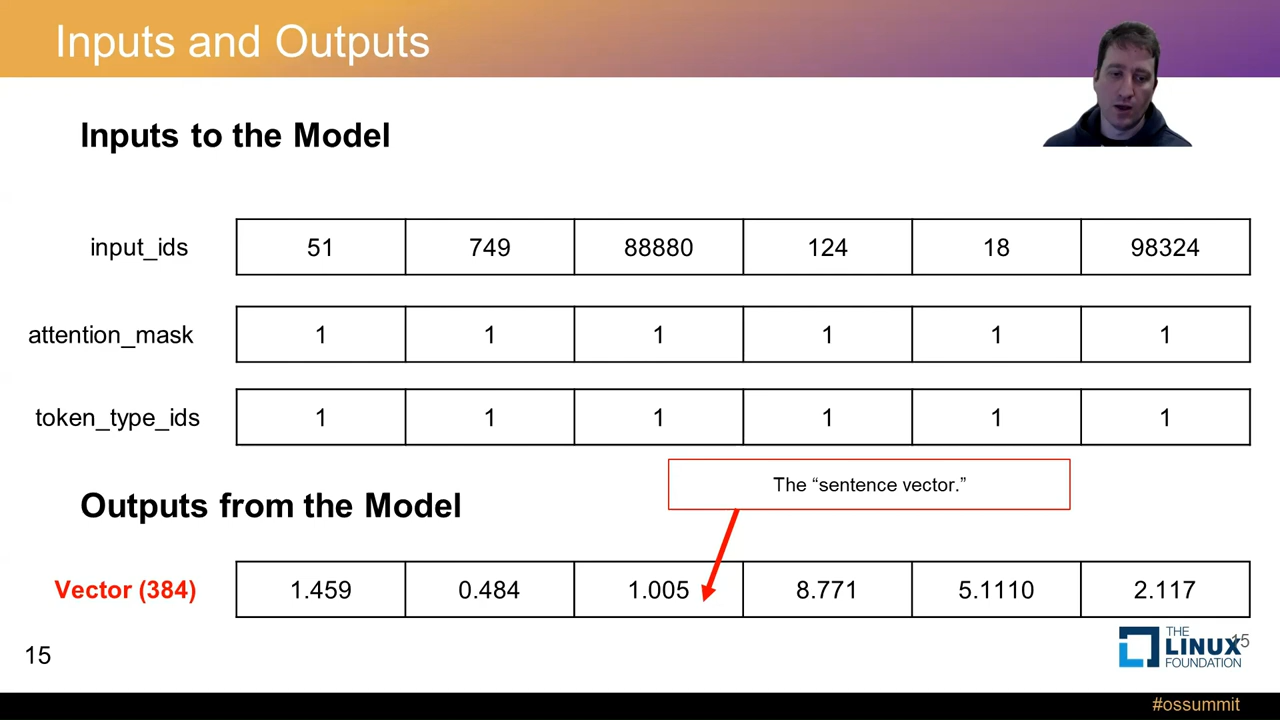 Inputs and Outputs
Inputs to the Model
input_ids 51 749 88880 124 18 98324
attention_mask 1 1 1 1 1 1
token_type_ids 1 1 1 1 1 1
The “sentence vector.”
Outputs from the Model
Vector (384) 1.459 0.484 1.005 8.771 5.1110 2.117
15
THE
LINUX
FOUNDATION
15
#ossummit